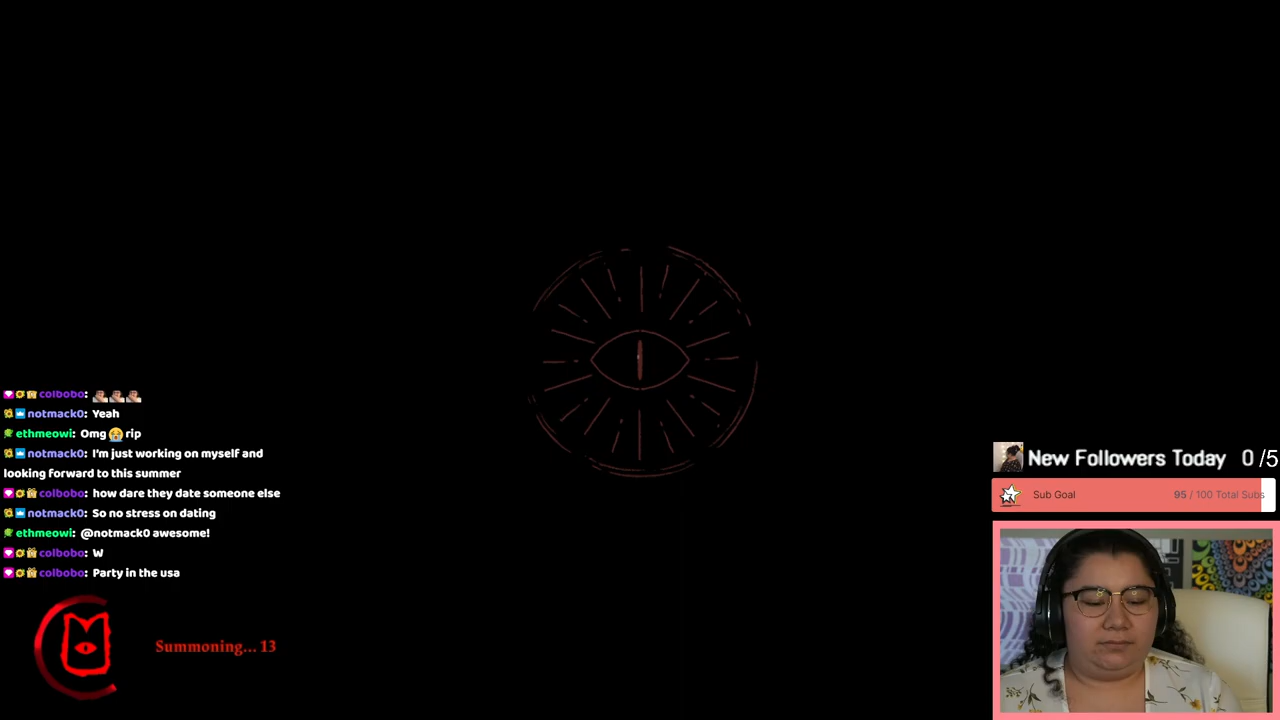 colbobo:
notmack0: Yeah
ethmeowi: Omg 😭 rip
notmack0: I'm just working on myself and
looking forward to this summer
colbobo: how dare they date someone else
notmack0: So no stress on dating
ethmeowi: @notmack0 awesome!
colbobo: W
colbobo: Party in the usa
Summoning... 13
New Followers Today 0 /5
Sub Goal 95 / 100 Total Subs